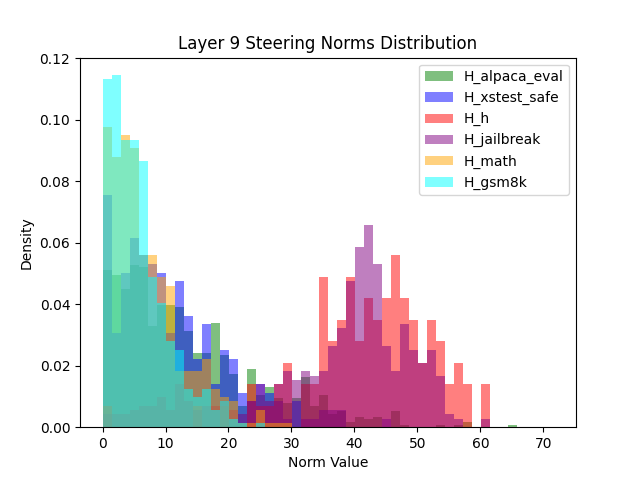 Layer 9 Steering Norms Distribution
H_alpaca_eval
H_xstest_safe
H_h
H_jailbreak
H_math
H_gsm8k
Density
0.12
0.10
0.08
0.06
0.04
0.02
0.00
0 10 20 30 40 50 60 70
Norm Value